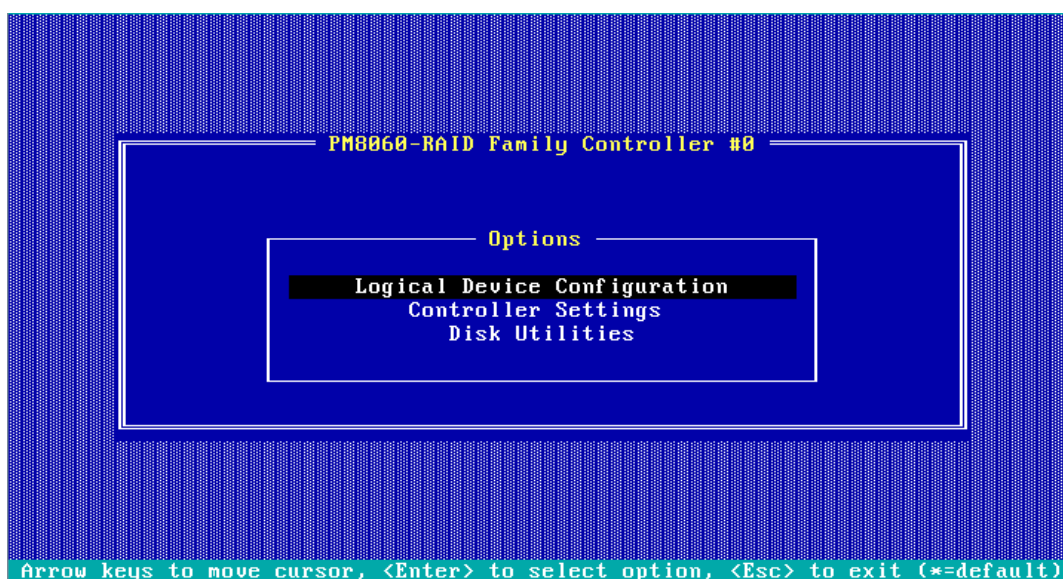 PM8060-RAID Family Controller #0
Options
Logical Device Configuration
Controller Settings
Disk Utilities
Arrow keys to move cursor, <Enter> to select option, <Esc> to exit (*=default)